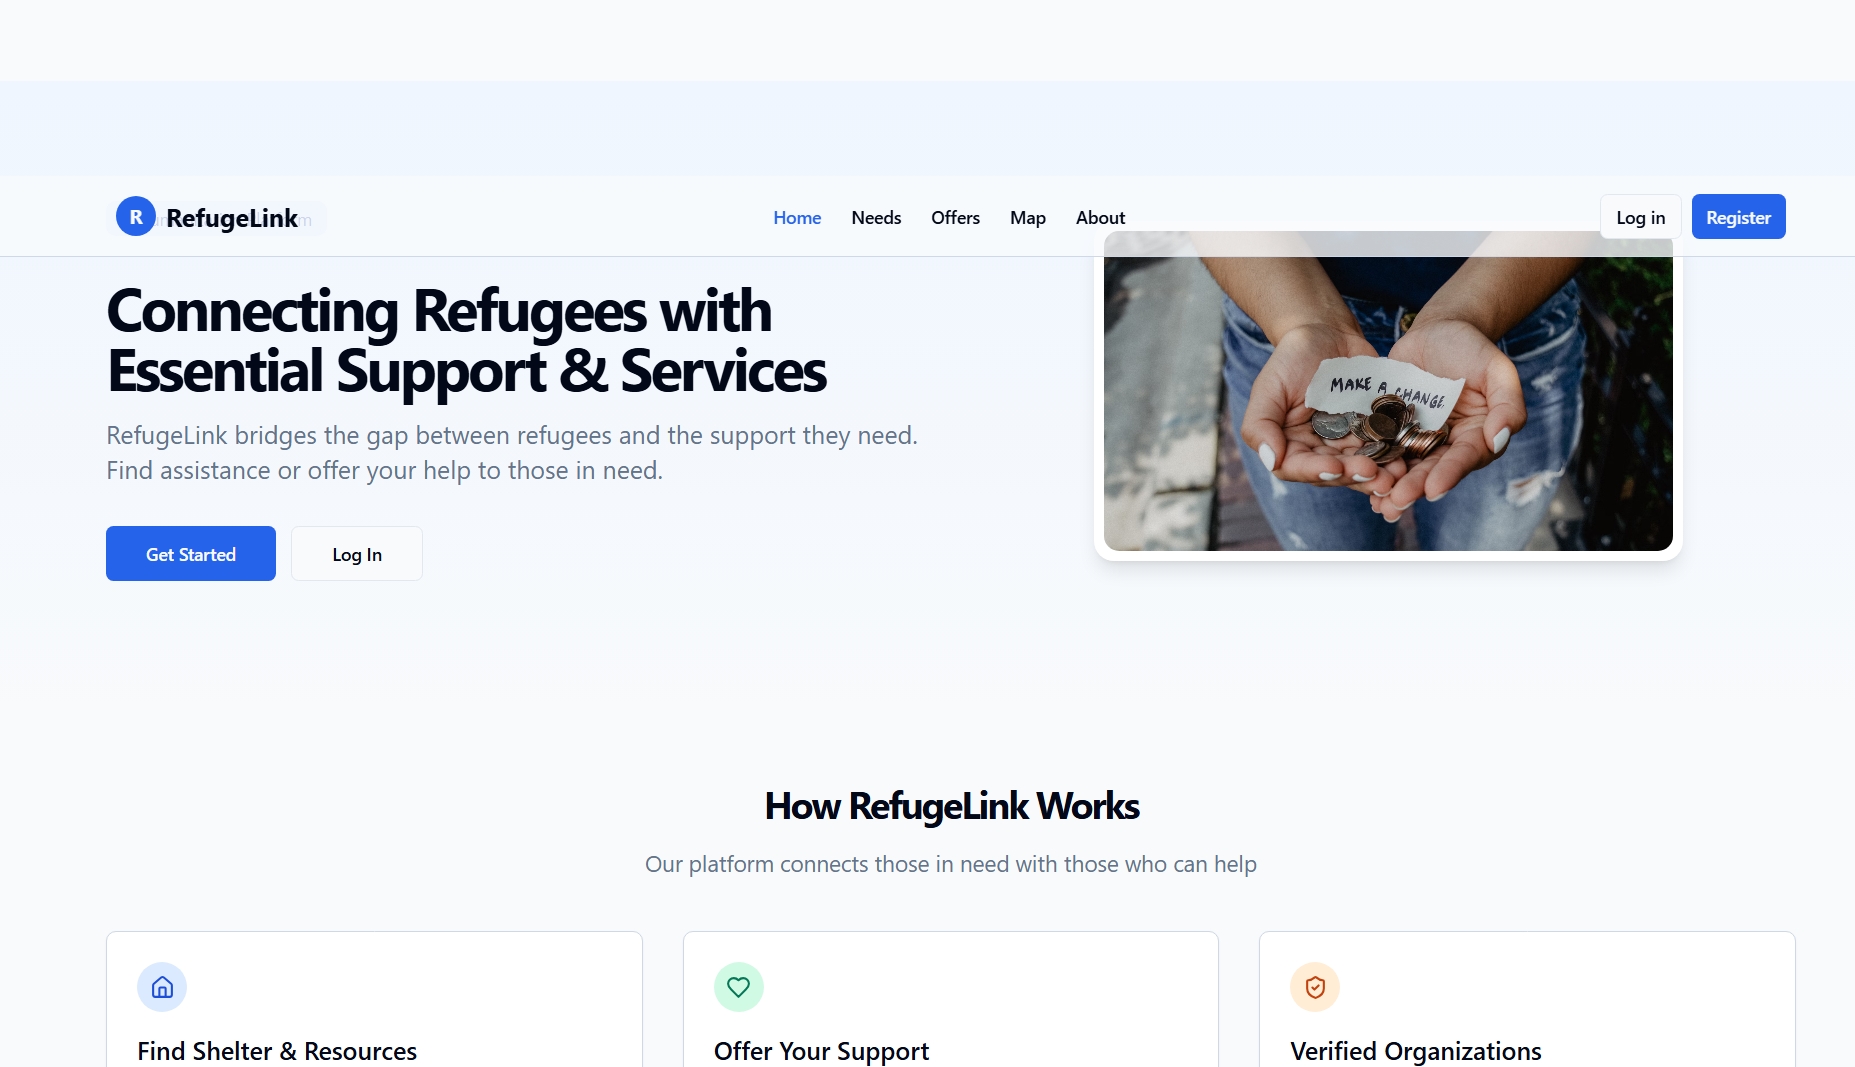 R RefugeLink
Home Needs Offers Map About
Log in Register
Connecting Refugees with
Essential Support & Services
RefugeLink bridges the gap between refugees and the support they need.
Find assistance or offer your help to those in need.
Get Started Log In
MAKE A CHANGE
How RefugeLink Works
Our platform connects those in need with those who can help
Find Shelter & Resources
Offer Your Support
Verified Organizations